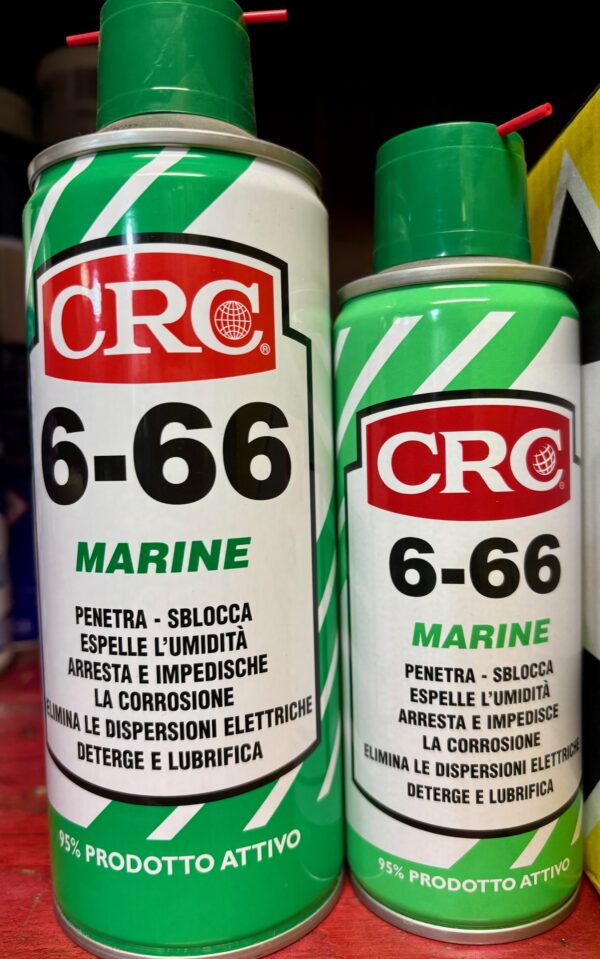 CRC
6-66
MARINE
PENETRA - SBLOCCA
ESPELLE L'UMIDITÀ
ARRESTA E IMPEDISCHE
LA CORROSIONE
ELIMINA LE DISPERSIONI ELETTRICHE
DETERGE E LUBRIFICA
95% PRODOTTO ATTIVO
CRC
6-66
MARINE
PENETRA - SBLOCCA
ESPELLE L'UMIDITÀ
ARRESTA E IMPEDISCE
LA CORROSIONE
ELIMINA LE DISPERSIONI ELETTRICHE
DETERGE E LUBRIFICA
95% PRODOTTO ATTIVO